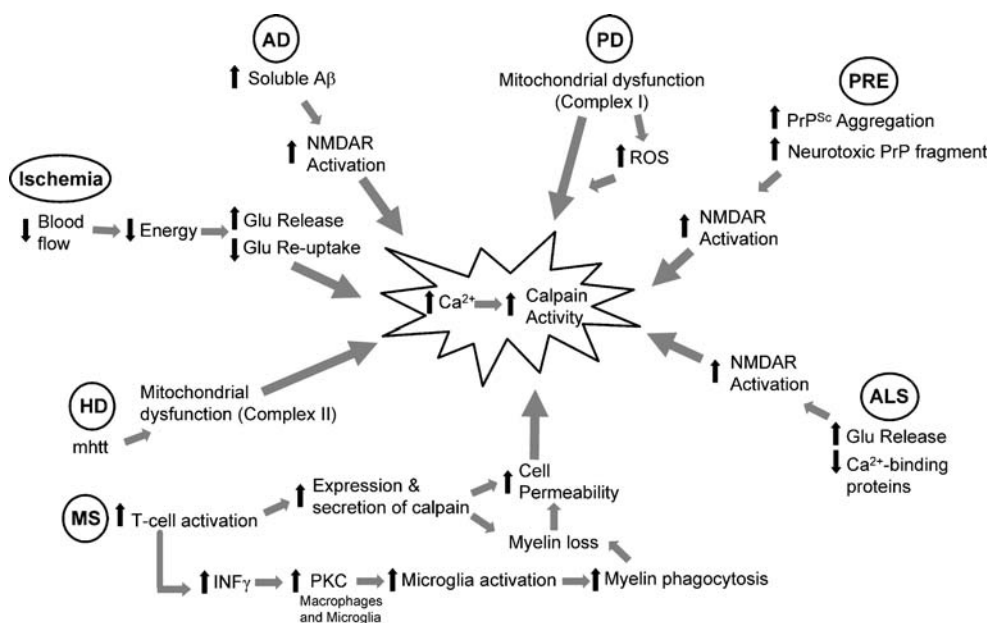 AD
Soluble Aβ
NMDAR
Activation
PD
Mitochondrial dysfunction
(Complex I)
ROS
PRE
PrPSc Aggregation
Neurotoxic PrP fragment
NMDAR
Activation
Ischemia
Blood
flow
Energy
Glu Release
Glu Re-uptake
Ca2+
Calpain
Activity
NMDAR
Activation
ALS
Glu Release
Ca2+-binding
proteins
HD
mhtt
Mitochondrial
dysfunction (Complex II)
MS
T-cell activation
Expression &
secretion of calpain
Cell
Permeability
Myelin loss
INFγ
PKC
Macrophages
and Microglia
Microglia activation
Myelin phagocytosis